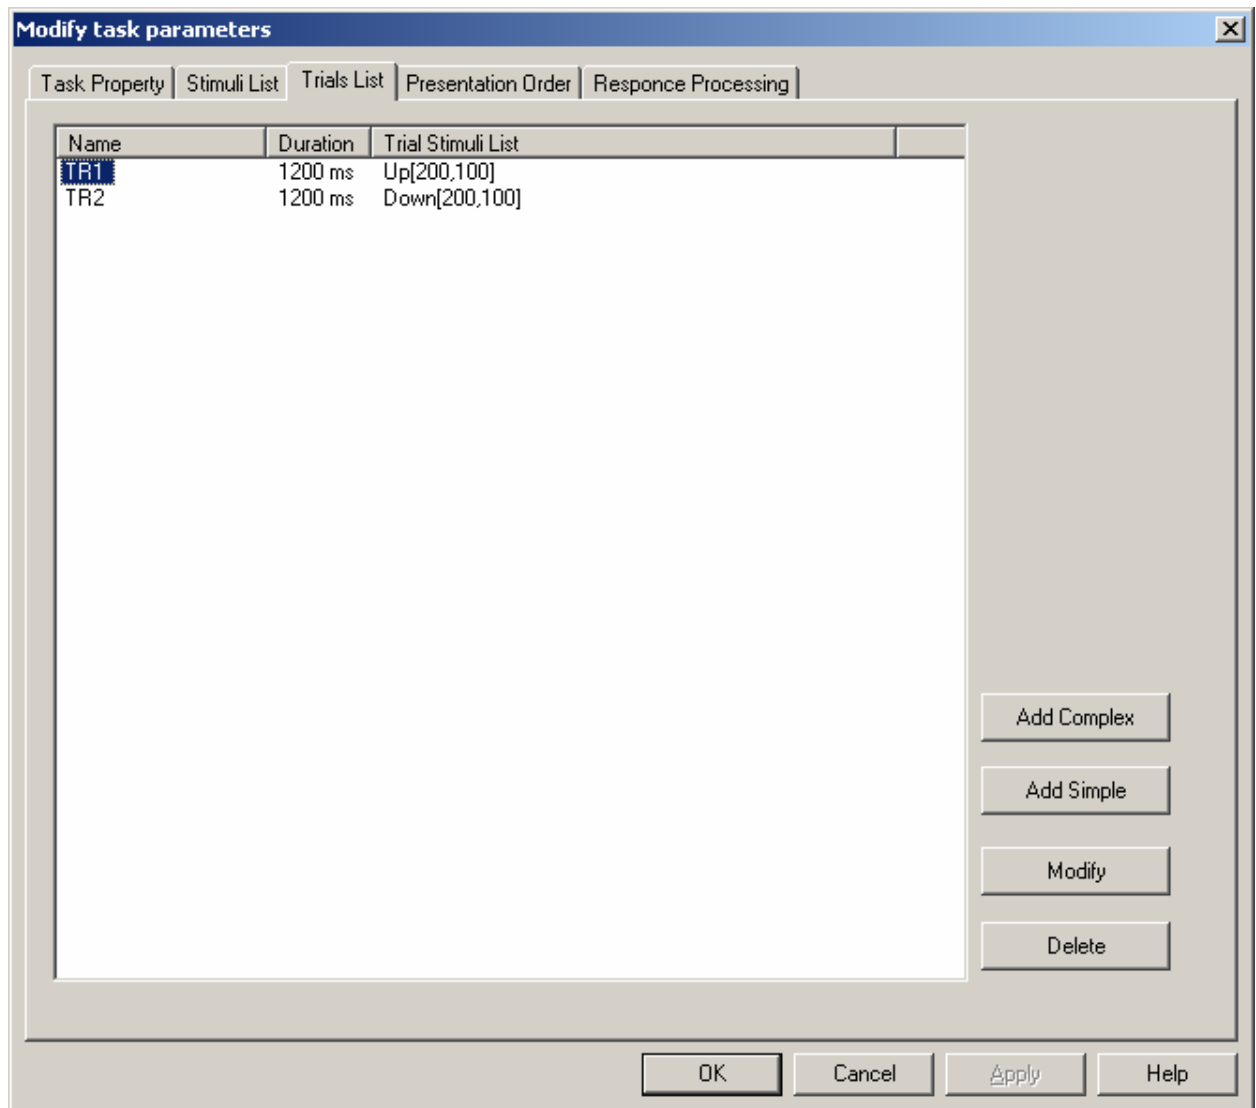 Modify task parameters
Task Property Stimuli List Trials List Presentation Order Responce Processing
Name Duration Trial Stimuli List
TR1 1200 ms Up[200,100]
TR2 1200 ms Down[200,100]
Add Complex
Add Simple
Modify
Delete
OK Cancel Apply Help